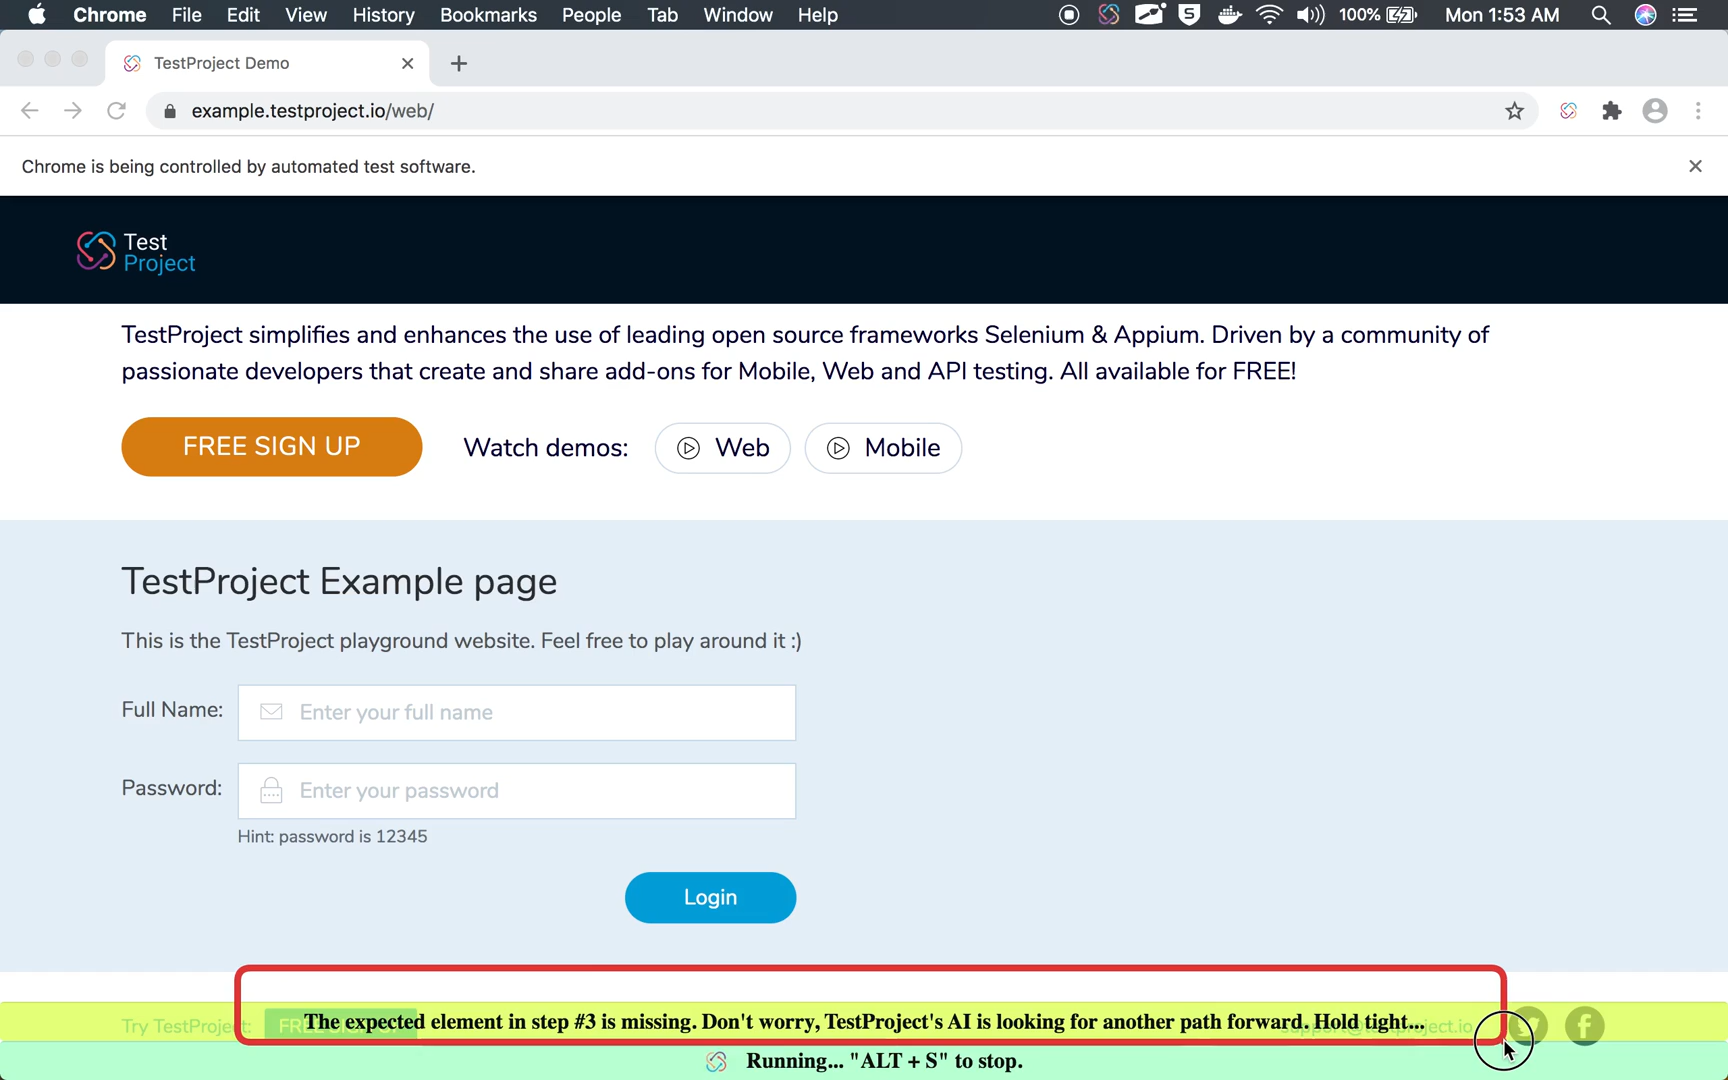 Chrome File Edit View History Bookmarks People Tab Window Help 100% Mon 1:53 AM
TestProject Demo
example.testproject.io/web/
Chrome is being controlled by automated test software.
Test
Project
TestProject simplifies and enhances the use of leading open source frameworks Selenium & Appium. Driven by a community of
passionate developers that create and share add-ons for Mobile, Web and API testing. All available for FREE!
FREE SIGN UP Watch demos: Web Mobile
TestProject Example page
This is the TestProject playground website. Feel free to play around it :)
Full Name: Enter your full name
Password: Enter your password
Hint: password is 12345
Login
Try TestProject: FREE
The expected element in step #3 is missing. Don't worry, TestProject's AI is looking for another path forward. Hold tight...
Running... "ALT + S" to stop.